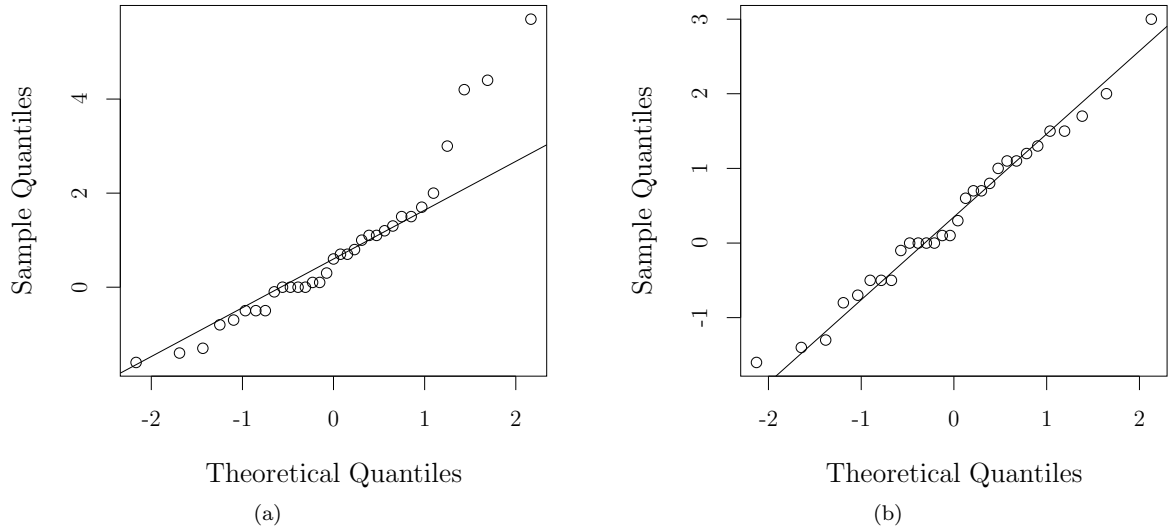 Sample Quantiles
4
2
0
-2 -1 0 1 2
Theoretical Quantiles
(a)
Sample Quantiles
3
2
1
0
-1
-2 -1 0 1 2
Theoretical Quantiles
(b)